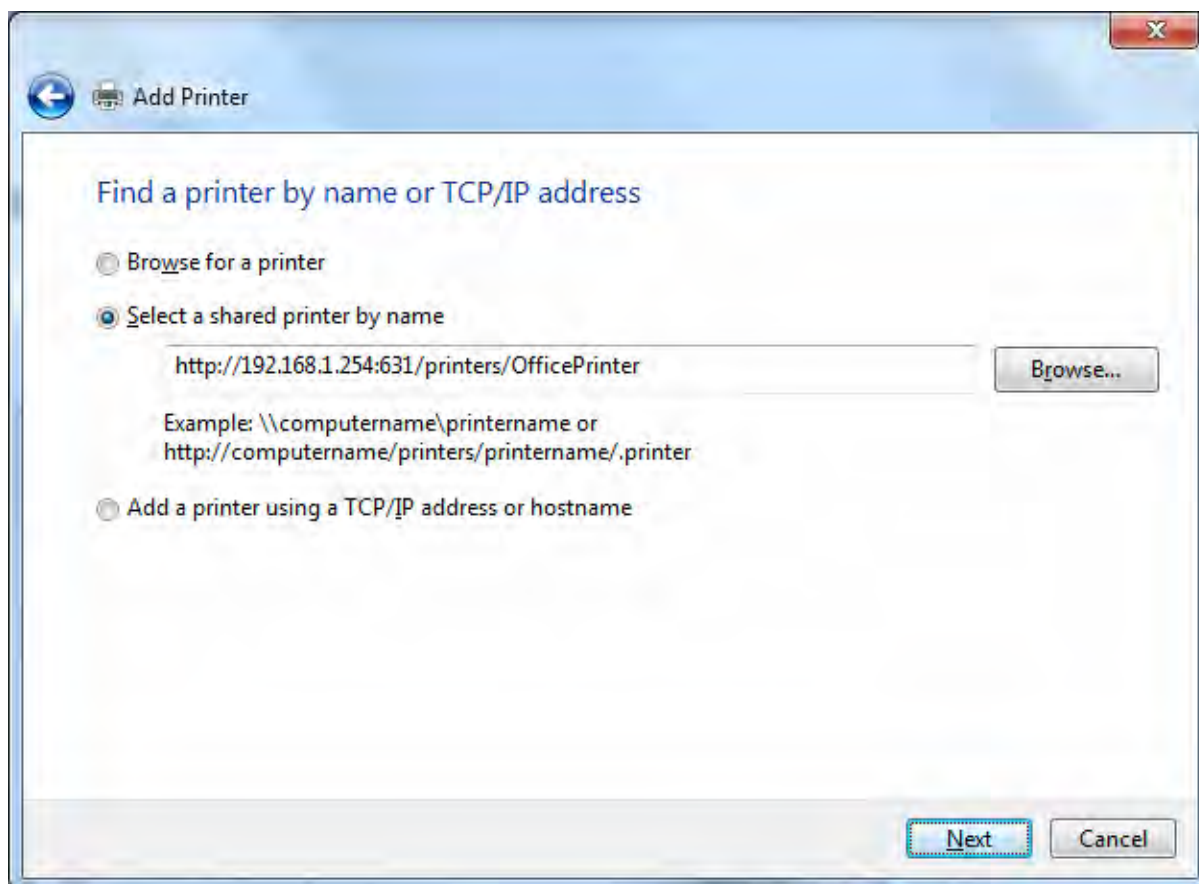 Add Printer
Find a printer by name or TCP/IP address
Browse for a printer
Select a shared printer by name
http://192.168.1.254:631/printers/OfficePrinter
Browse...
Example: \\computername\printername or
http://computername/printers/printername/.printer
Add a printer using a TCP/IP address or hostname
Next
Cancel